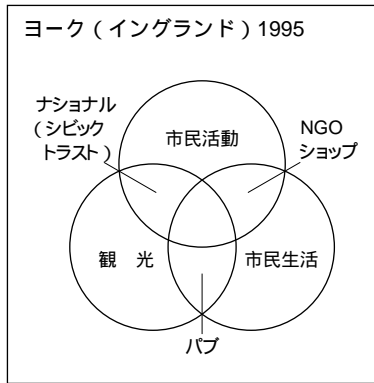 ヨーク（イングランド）1995
ナショナル
（シビック
トラスト）
市民活動
NGO
ショップ
観　光
市民生活
パブ